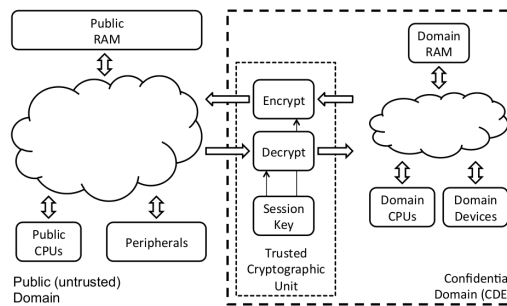 Public
RAM
Domain
RAM
Encrypt
Decrypt
Session
Key
Public
CPUs
Peripherals
Domain
CPUs
Domain
Devices
Trusted
Cryptographic
Unit
Public (untrusted)
Domain
Confidentia
Domain (CDE